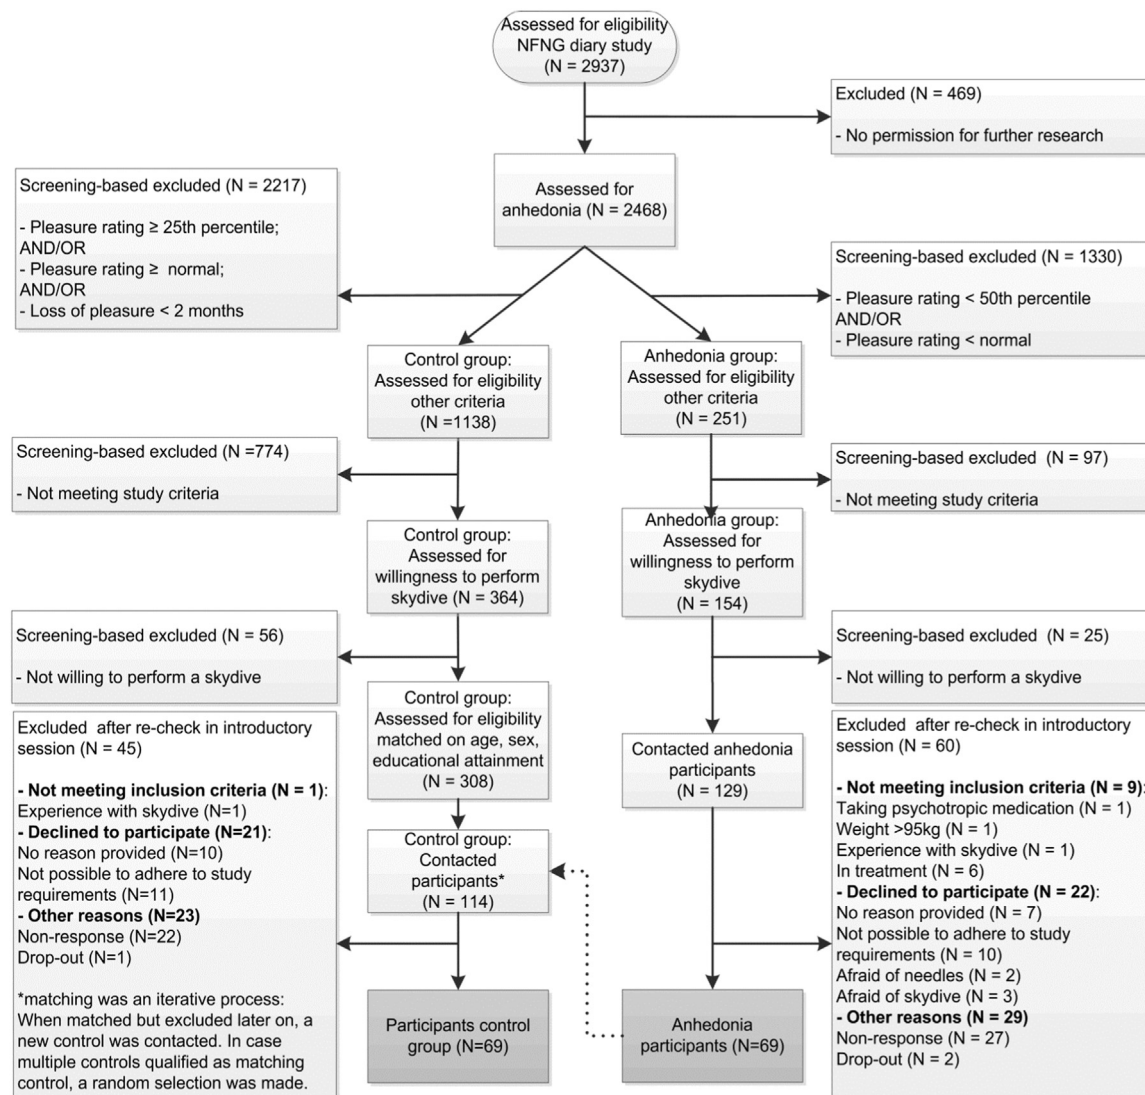 Assessed for eligibility
NFNG diary study
(N = 2937)
Excluded (N = 469)
- No permission for further research
Assessed for
anhedonia (N = 2468)
Screening-based excluded (N = 2217)
- Pleasure rating ≥ 25th percentile;
AND/OR
- Pleasure rating ≥ normal;
AND/OR
- Loss of pleasure < 2 months
Screening-based excluded (N = 1330)
- Pleasure rating < 50th percentile
AND/OR
- Pleasure rating < normal
Control group:
Assessed for eligibility
other criteria
(N =1138)
Anhedonia group:
Assessed for eligibility
other criteria
(N = 251)
Screening-based excluded (N =774)
- Not meeting study criteria
Screening-based excluded (N = 97)
- Not meeting study criteria
Control group:
Assessed for
willingness to perform
skydive (N = 364)
Anhedonia group:
Assessed for
willingness to perform
skydive
(N = 154)
Screening-based excluded (N = 56)
- Not willing to perform a skydive
Screening-based excluded (N = 25)
- Not willing to perform a skydive
Control group:
Assessed for eligibility
matched on age, sex,
educational attainment
(N = 308)
Contacted anhedonia
participants
(N = 129)
Excluded after re-check in introductory
session (N = 45)
- Not meeting inclusion criteria (N = 1):
Experience with skydive (N=1)
- Declined to participate (N=21):
No reason provided (N=10)
Not possible to adhere to study
requirements (N=11)
- Other reasons (N=23)
Non-response (N=22)
Drop-out (N=1)
*matching was an iterative process:
When matched but excluded later on, a
new control was contacted. In case
multiple controls qualified as matching
control, a random selection was made.
Control group:
Contacted
participants*
(N = 114)
Excluded after re-check in introductory
session (N = 60)
- Not meeting inclusion criteria (N = 9):
Taking psychotropic medication (N = 1)
Weight >95kg (N = 1)
Experience with skydive (N = 1)
In treatment (N = 6)
- Declined to participate (N = 22):
No reason provided (N = 7)
Not possible to adhere to study
requirements (N = 10)
Afraid of needles (N = 2)
Afraid of skydive (N = 3)
- Other reasons (N = 29)
Non-response (N = 27)
Drop-out (N = 2)
Participants control
group (N=69)
Anhedonia
participants (N=69)